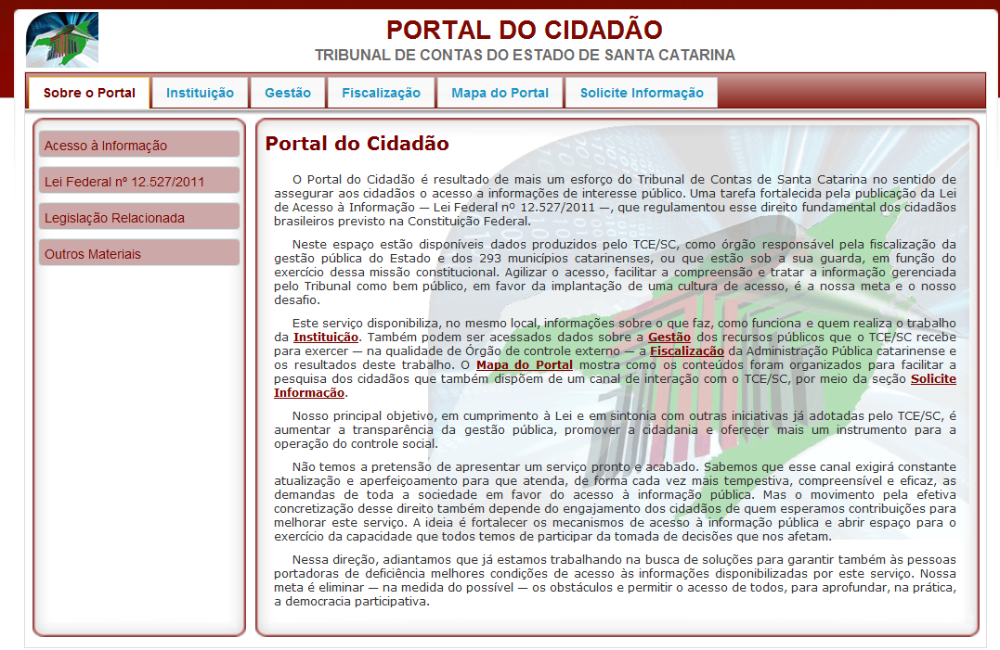 PORTAL DO CIDADÃO
TRIBUNAL DE CONTAS DO ESTADO DE SANTA CATARINA
Sobre o Portal Instituição Gestão Fiscalização Mapa do Portal Solicite Informação
Acesso à Informação
Lei Federal nº 12.527/2011
Legislação Relacionada
Outros Materiais
Portal do Cidadão
O Portal do Cidadão é resultado de mais um esforço do Tribunal de Contas de Santa Catarina no sentido de
assegurar aos cidadãos o acesso a informações de interesse público. Uma tarefa fortalecida pela publicação da Lei
de Acesso à Informação — Lei Federal nº 12.527/2011 —, que regulamentou esse direito fundamental dos cidadãos
brasileiros previsto na Constituição Federal.
Neste espaço estão disponíveis dados produzidos pelo TCE/SC, como órgão responsável pela fiscalização da
gestão pública do Estado e dos 293 municípios catarinenses, ou que estão sob a sua guarda, em função do
exercício dessa missão constitucional. Agilizar o acesso, facilitar a compreensão e tratar a informação gerenciada
pelo Tribunal como bem público, em favor da implantação de uma cultura de acesso, é a nossa meta e o nosso
desafio.
Este serviço disponibiliza, no mesmo local, informações sobre o que faz, como funciona e quem realiza o trabalho
da Instituição. Também podem ser acessados dados sobre a Gestão dos recursos públicos que o TCE/SC recebe
para exercer — na qualidade de Órgão de controle externo — a Fiscalização da Administração Pública catarinense e
os resultados deste trabalho. O Mapa do Portal mostra como os conteúdos foram organizados para facilitar a
pesquisa dos cidadãos que também dispõem de um canal de interação com o TCE/SC, por meio da seção Solicite
Informação.
Nosso principal objetivo, em cumprimento à Lei e em sintonia com outras iniciativas já adotadas pelo TCE/SC, é
aumentar a transparência da gestão pública, promover a cidadania e oferecer mais um instrumento para a
operação do controle social.
Não temos a pretensão de apresentar um serviço pronto e acabado. Sabemos que esse canal exigirá constante
atualização e aperfeiçoamento para que atenda, de forma cada vez mais tempestiva, compreensível e eficaz, as
demandas de toda a sociedade em favor do acesso à informação pública. Mas o movimento pela efetiva
concretização desse direito também depende do engajamento dos cidadãos de quem esperamos contribuições para
melhorar este serviço. A ideia é fortalecer os mecanismos de acesso à informação pública e abrir espaço para o
exercício da capacidade que todos temos de participar da tomada de decisões que nos afetam.
Nessa direção, adiantamos que já estamos trabalhando na busca de soluções para garantir também às pessoas
portadoras de deficiência melhores condições de acesso às informações disponibilizadas por este serviço. Nossa
meta é eliminar — na medida do possível — os obstáculos e permitir o acesso de todos, para aprofundar, na prática,
a democracia participativa.